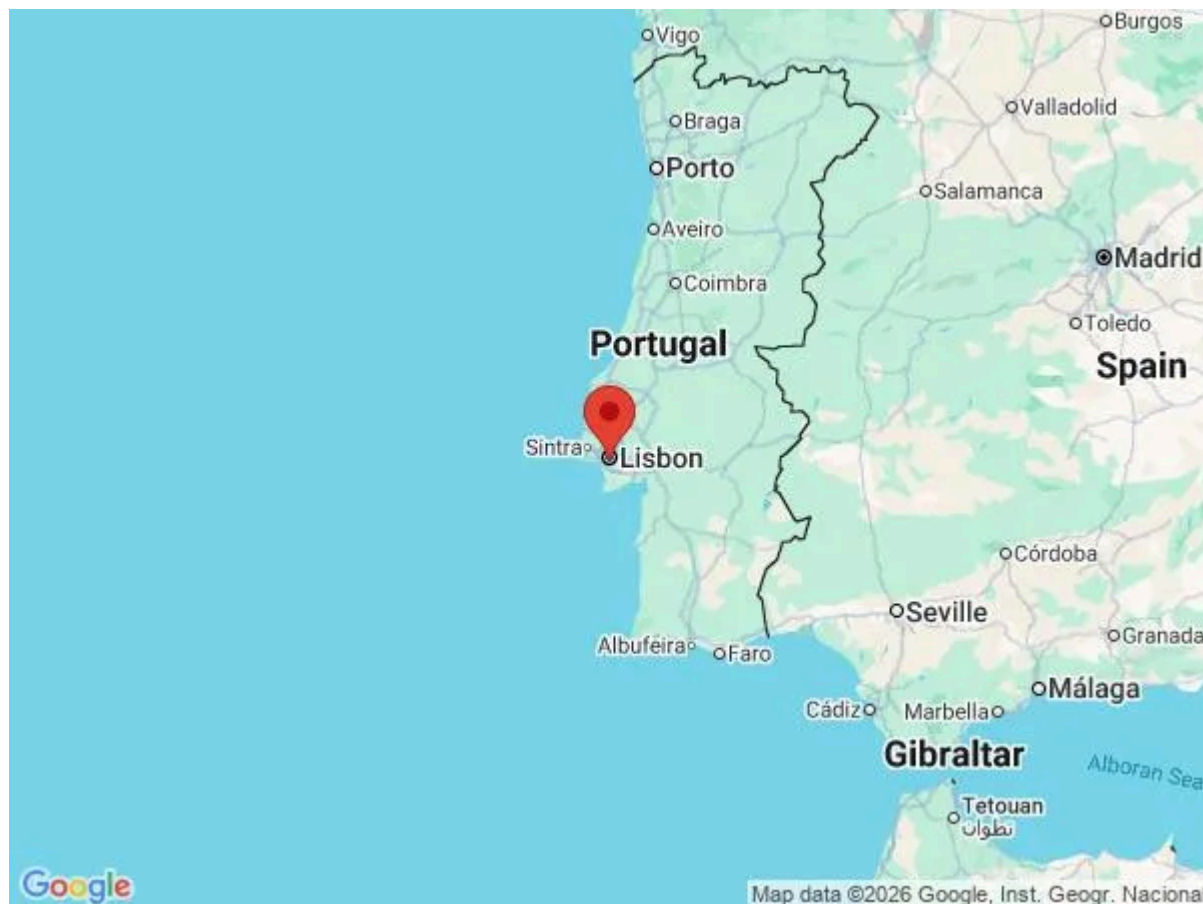 Burgos
Vigo
Valladolid
Braga
Porto
Salamanca
Aveiro
Madrid
Coimbra
Toledo
Portugal
Spain
Sintra
Lisbon
Córdoba
Seville
Granada
Albufeira
Faro
Málaga
Cádiz
Marbella
Gibraltar
Alboran Sea
Tetouan
تطوان
Google
Map data ©2026 Google, Inst. Geogr. Nacional